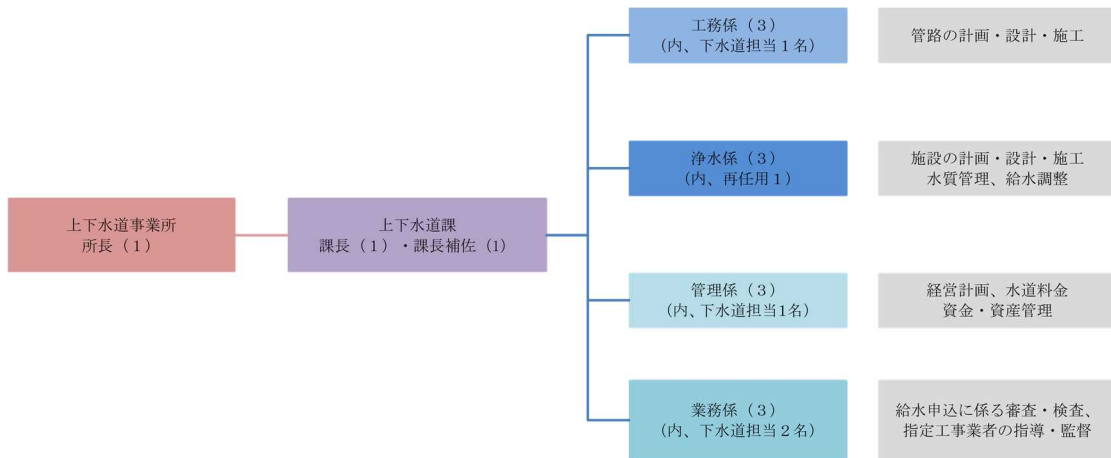 上下水道事業所
所長（１）
上下水道課
課長（１）・課長補佐（1）
工務係（３）
（内、下水道担当１名）
管路の計画・設計・施工
浄水係（３）
（内、再任用１）
施設の計画・設計・施工
水質管理、給水調整
管理係（３）
（内、下水道担当1名）
経営計画、水道料金
資金・資産管理
業務係（３）
（内、下水道担当２名）
給水申込に係る審査・検査、
指定工事業者の指導・監督